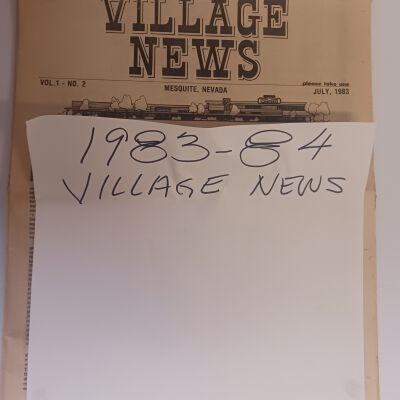 VILLAGE
NEWS
VOL.1 - NO. 2
MESQUITE, NEVADA
please take one
JULY, 1983
1983-84
VILLAGE NEWS